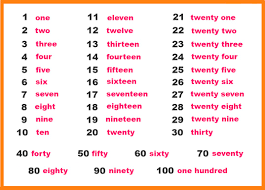 1 one 11 eleven 21 twenty one
2 two 12 twelve 22 twenty two
3 three 13 thirteen 23 twenty three
4 four 14 fourteen 24 twenty four
5 five 15 fifteen 25 twenty five
6 six 16 sixteen 26 twenty six
7 seven 17 seventeen 27 twenty seven
8 eight 18 eighteen 28 twenty eight
9 nine 19 nineteen 29 twenty nine
10 ten 20 twenty 30 thirty
40 forty 50 fifty 60 sixty 70 seventy
80 eighty 90 ninety 100 one hundred